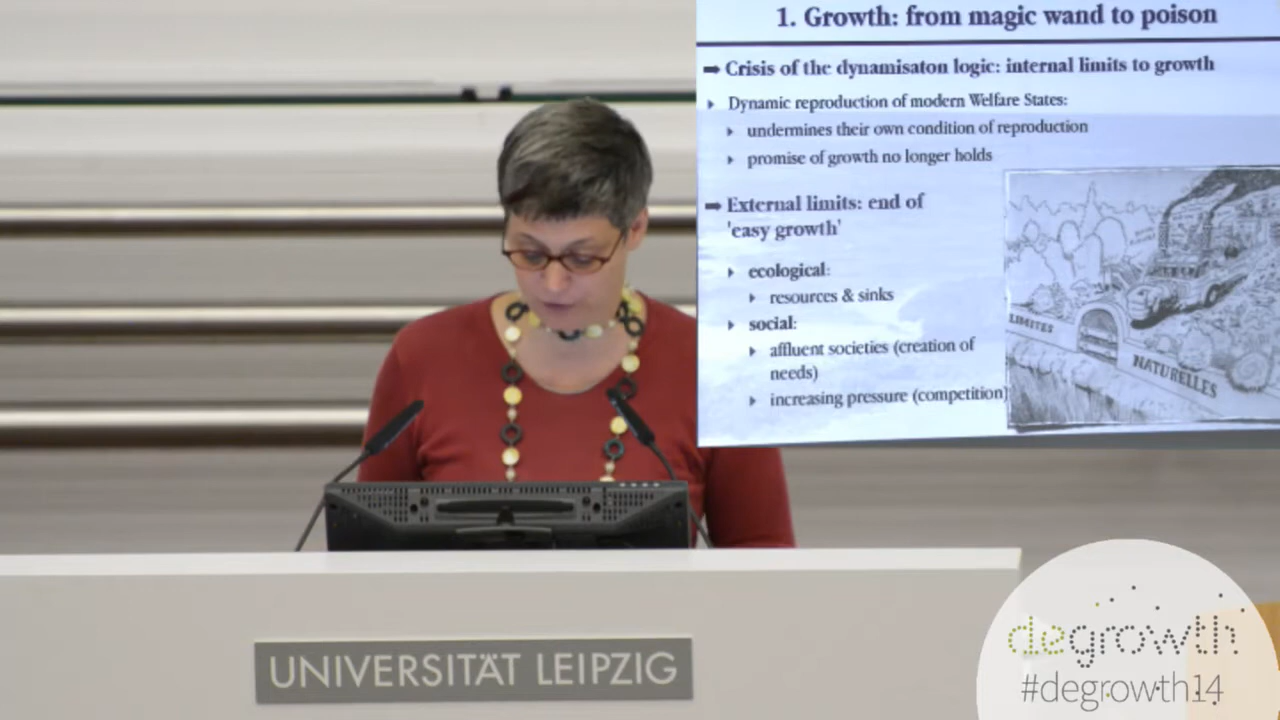 1. Growth: from magic wand to poison
Crisis of the dynamisaton logic: internal limits to growth
Dynamic reproduction of modern Welfare States:
undermines their own condition of reproduction
promise of growth no longer holds
External limits: end of
'easy growth'
ecological:
resources & sinks
social:
affluent societies (creation of
needs)
increasing pressure (competition)
LIMITES
NATURELLES
UNIVERSITÄT LEIPZIG
degrowth
#degrowth14